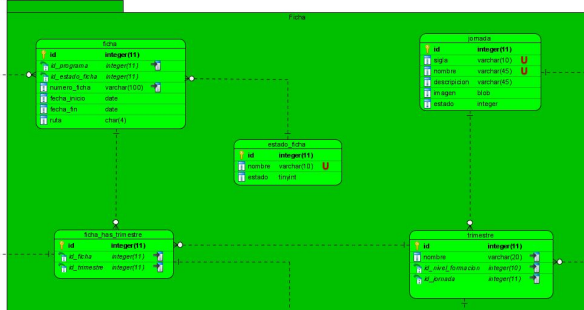 Ficha
ficha
id integer(11)
id_programa integer(11)
id_estado_ficha integer(11)
numero_ficha varchar(100)
fecha_inicio date
fecha_fin date
ruta char(4)
jornada
id integer(11)
sigla varchar(10) U
nombre varchar(45) U
descripicion varchar(45)
imagen blob
estado integer
estado_ficha
id integer(11)
nombre varchar(10) U
estado tinyint
ficha_has_trimestre
id integer(11)
id_ficha integer(11)
id_trimestre integer(11)
trimestre
id integer(11)
nombre varchar(20)
id_nivel_formacion integer(10)
id_jornada integer(11)